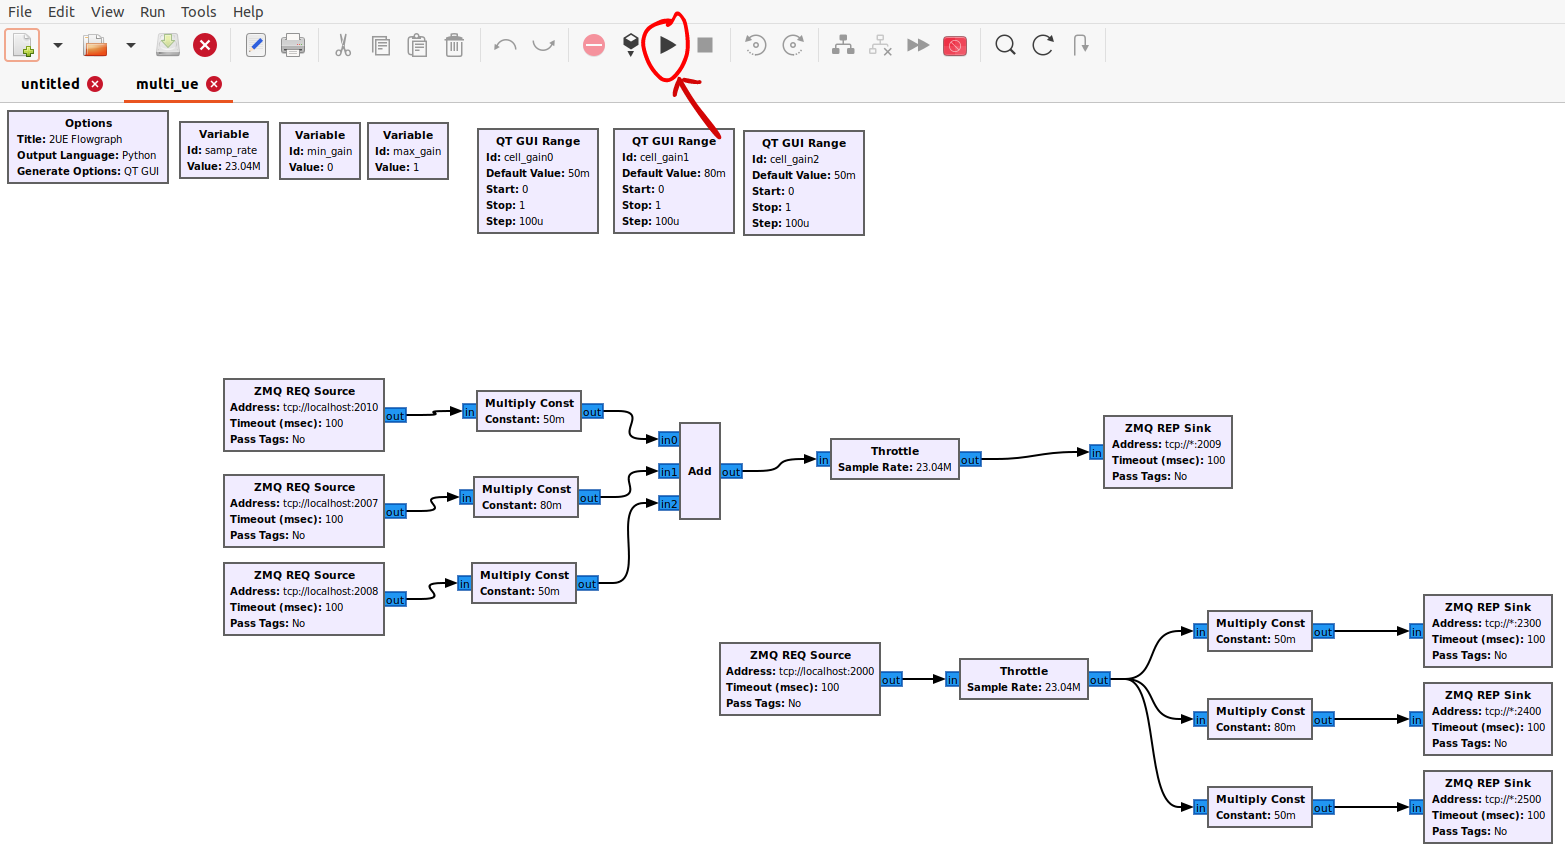 File Edit View Run Tools Help
untitled multi_ue
Options
Title: 2UE Flowgraph
Output Language: Python
Generate Options: QT GUI
Variable
Id: samp_rate
Value: 23.04M
Variable
Id: min_gain
Value: 0
Variable
Id: max_gain
Value: 1
QT GUI Range
Id: cell_gain0
Default Value: 50m
Start: 0
Stop: 1
Step: 100u
QT GUI Range
Id: cell_gain1
Default Value: 80m
Start: 0
Stop: 1
Step: 100u
QT GUI Range
Id: cell_gain2
Default Value: 50m
Start: 0
Stop: 1
Step: 100u
ZMQ REQ Source
Address: tcp://localhost:2010
Timeout (msec): 100
Pass Tags: No
out
in
Multiply Const
Constant: 50m
out
ZMQ REQ Source
Address: tcp://localhost:2007
Timeout (msec): 100
Pass Tags: No
out
in
Multiply Const
Constant: 80m
out
ZMQ REQ Source
Address: tcp://localhost:2008
Timeout (msec): 100
Pass Tags: No
out
in
Multiply Const
Constant: 50m
out
in0
in1
in2
Add
out
in
Throttle
Sample Rate: 23.04M
out
in
ZMQ REP Sink
Address: tcp://*:2009
Timeout (msec): 100
Pass Tags: No
ZMQ REQ Source
Address: tcp://localhost:2000
Timeout (msec): 100
Pass Tags: No
out
in
Throttle
Sample Rate: 23.04M
out
in
Multiply Const
Constant: 50m
out
in
ZMQ REP Sink
Address: tcp://*:2300
Timeout (msec): 100
Pass Tags: No
in
Multiply Const
Constant: 80m
out
in
ZMQ REP Sink
Address: tcp://*:2400
Timeout (msec): 100
Pass Tags: No
in
Multiply Const
Constant: 50m
out
in
ZMQ REP Sink
Address: tcp://*:2500
Timeout (msec): 100
Pass Tags: No